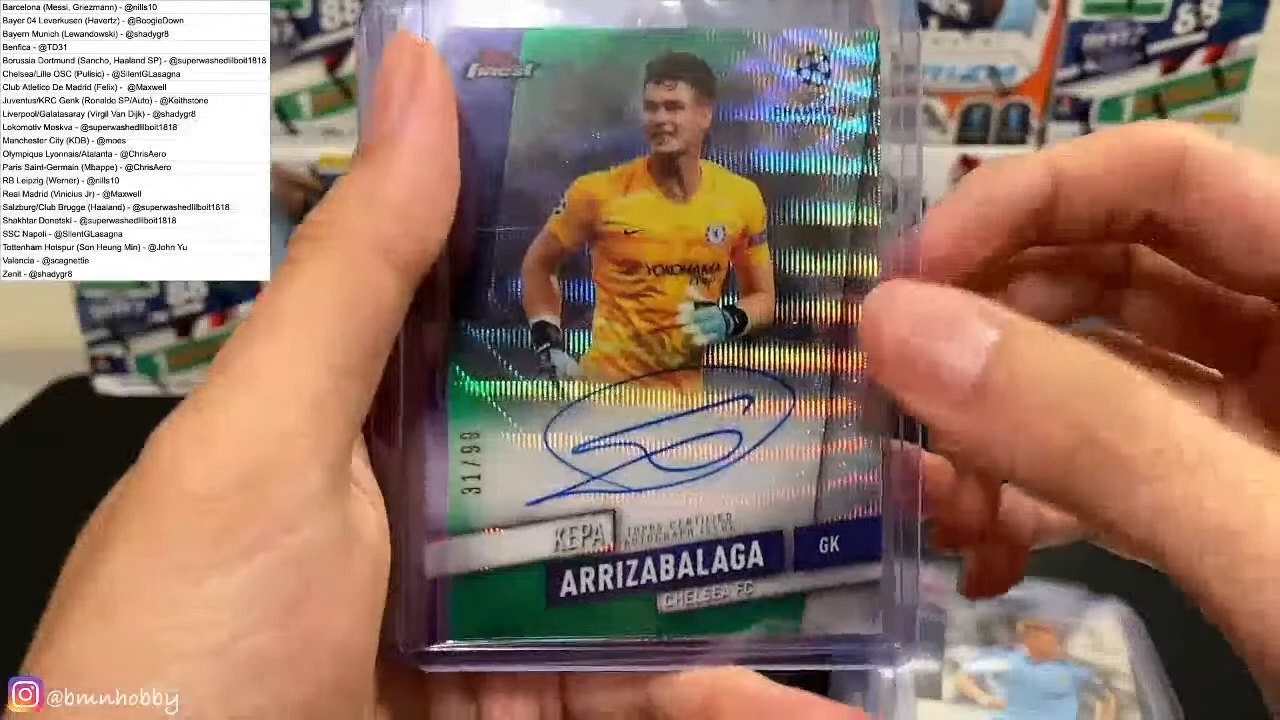 Barcelona (Messi, Griezmann) - @nills10
Bayer 04 Leverkusen (Havertz) - @BoogieDown
Bayern Munich (Lewandowski) - @shadygr8
Benfica - @TD31
Borussia Dortmund (Sancho, Haaland SP) - @superwashedlilboit1818
Chelsea/Lille OSC (Pulisic) - @SilentGLasagna
Club Atletico De Madrid (Felix) - @Maxwell
Juventus/KRC Genk (Ronaldo SP/Auto) - @Keithstone
Liverpool/Galatasaray (Virgil Van Dijk) - @shadygr8
Lokomotiv Moskva - @superwashedlilboit1818
Manchester City (KDB) - @moes
Olympique Lyonnais/Atalanta - @ChrisAero
Paris Saint-Germain (Mbappe) - @ChrisAero
RB Leipzig (Werner) - @nills10
Real Madrid (Vinicius Jr) - @Maxwell
Salzburg/Club Brugge (Haaland) - @superwashedlilboit1818
Shakhtar Donetski - @superwashedlilboit1818
SSC Napoli - @SilentGLasagna
Tottenham Hotspur (Son Heung Min) - @John Yu
Valencia - @scagnettie
Zenit - @shadygr8
finest
YOKOHAMA
31/99
KEPA
TOPPS CERTIFIED
AUTOGRAPH ISSUE
ARRIZABALAGA
GK
CHELSEA FC
@bmnhobby